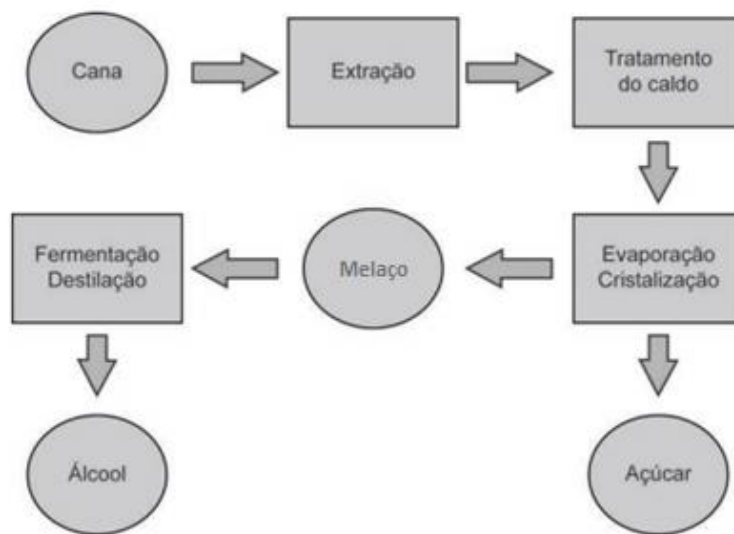 Cana
Extração
Tratamento
do caldo
Fermentação
Destilação
Melaço
Evaporação
Cristalização
Álcool
Açúcar